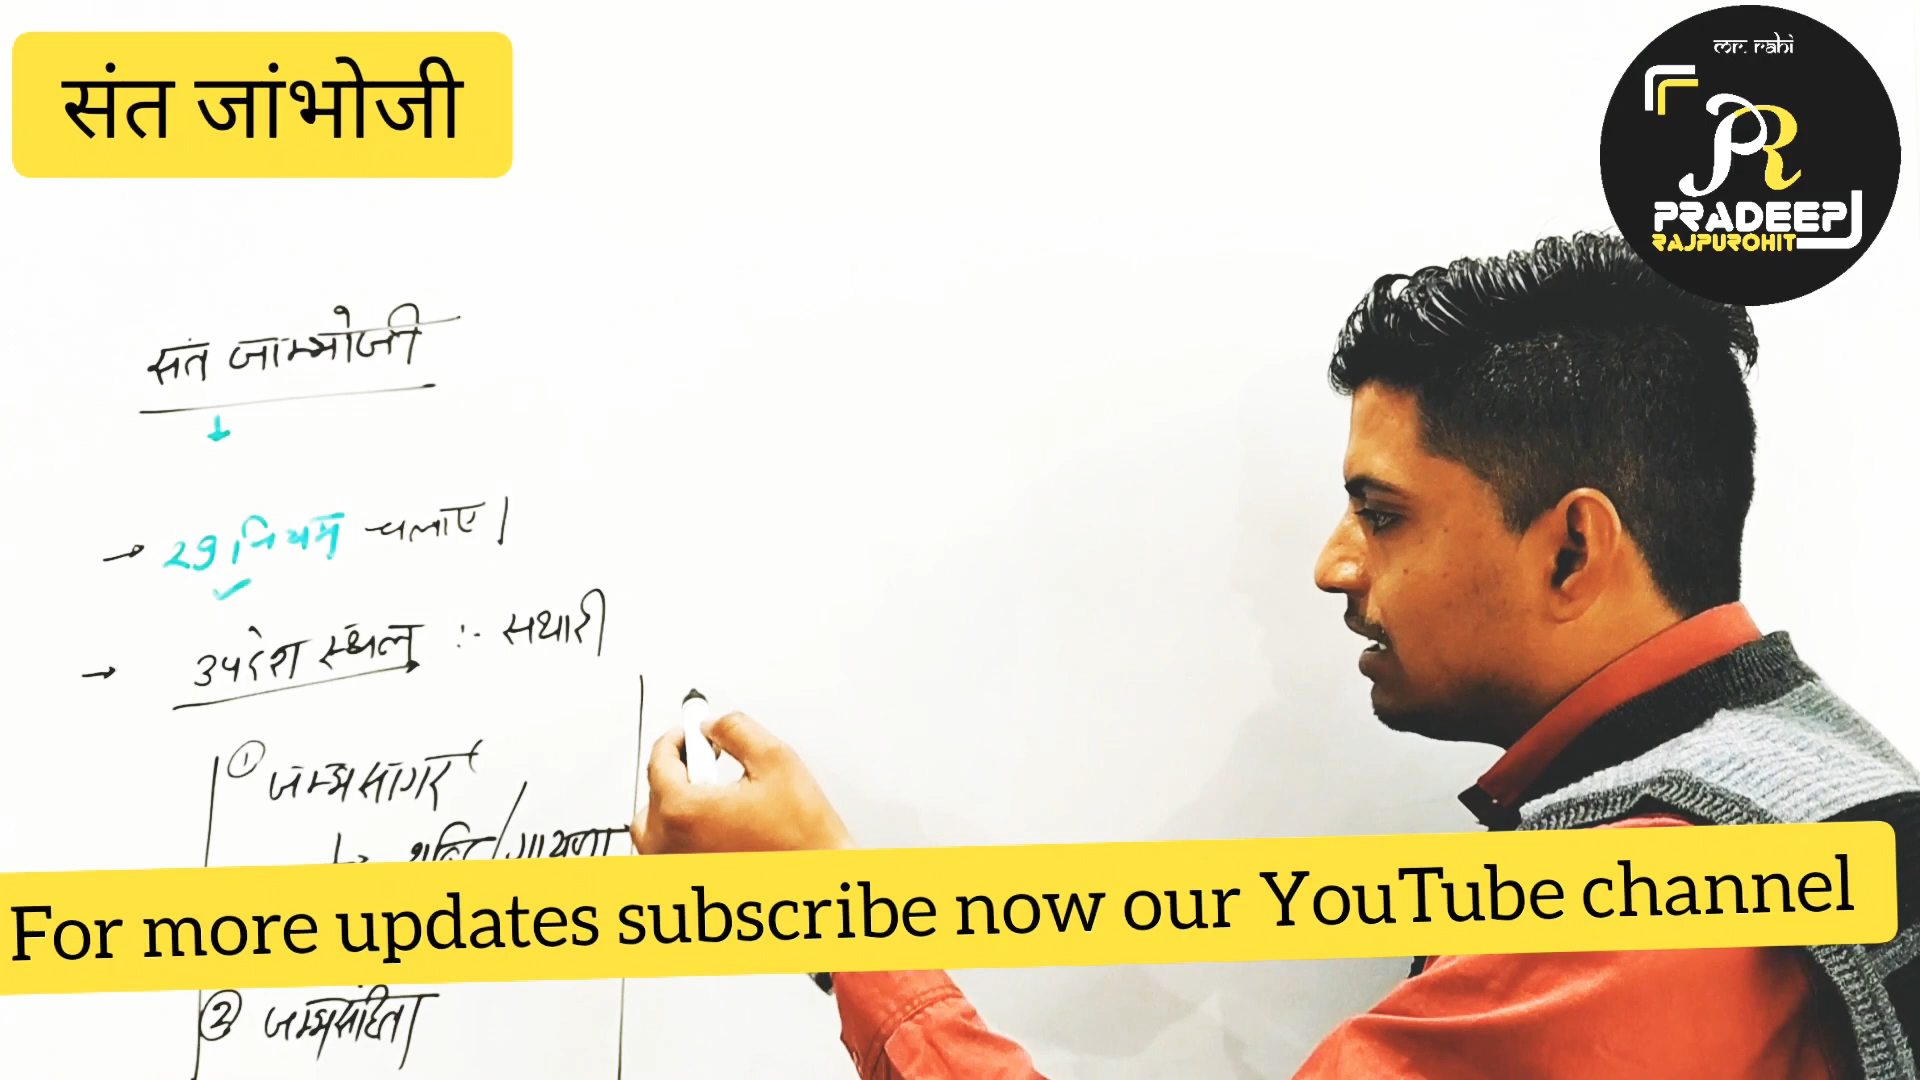 संत जांभोजी
mr. rahi
PR
PRADEEP
RAJPUROHIT
संत जाम्भोजी
→ 29 नियम चलाए।
→ उपदेश स्थल :- सथारी
① जम्भसागर
For more updates subscribe now our YouTube channel
② जम्भसंहिता